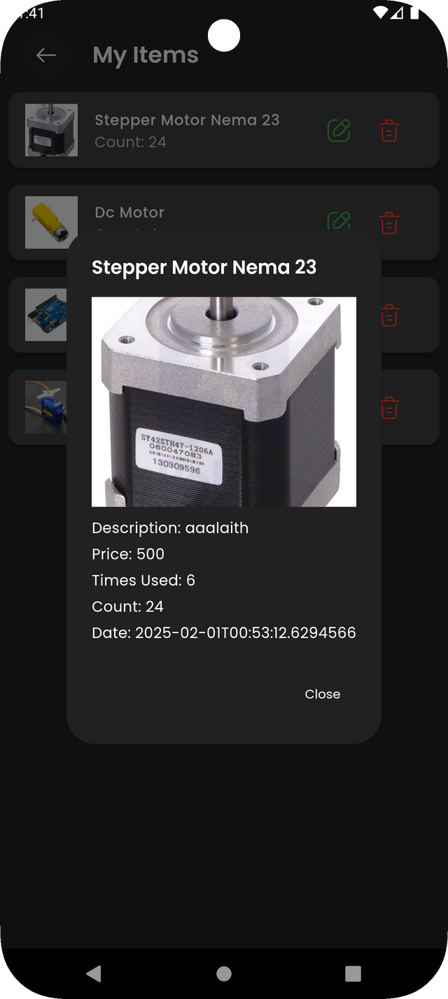 :41
My Items
Stepper Motor Nema 23
Count: 24
Dc Motor
Stepper Motor Nema 23
SY42STH47-1206A
060047083
130309596
Description: aaalaith
Price: 500
Times Used: 6
Count: 24
Date: 2025-02-01T00:53:12.6294566
Close